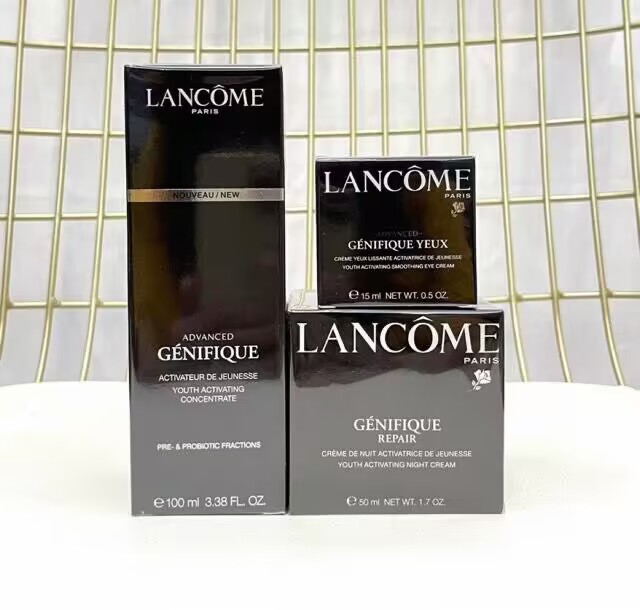 LANCÔME
PARIS
NOUVEAU / NEW
ADVANCED
GÉNIFIQUE
ACTIVATEUR DE JEUNESSE
YOUTH ACTIVATING
CONCENTRATE
PRE- & PROBIOTIC FRACTIONS
℮ 100 ml 3.38 FL. OZ.
LANCÔME
PARIS
ADVANCED
GÉNIFIQUE YEUX
CRÈME YEUX LISSANTE ACTIVATRICE DE JEUNESSE
YOUTH ACTIVATING SMOOTHING EYE CREAM
℮ 15 ml NET WT. 0.5 OZ.
LANCÔME
PARIS
GÉNIFIQUE
REPAIR
CRÈME DE NUIT ACTIVATRICE DE JEUNESSE
YOUTH ACTIVATING NIGHT CREAM
℮ 50 ml NET WT. 1.7 OZ.